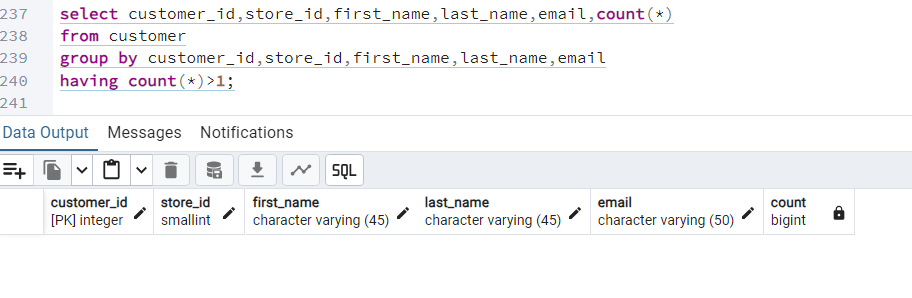 237 select customer_id,store_id,first_name,last_name,email,count(*)
238 from customer
239 group by customer_id,store_id,first_name,last_name,email
240 having count(*)>1;
241
Data Output Messages Notifications
SQL
customer_id store_id first_name last_name email count
[PK] integer smallint character varying (45) character varying (45) character varying (50) bigint